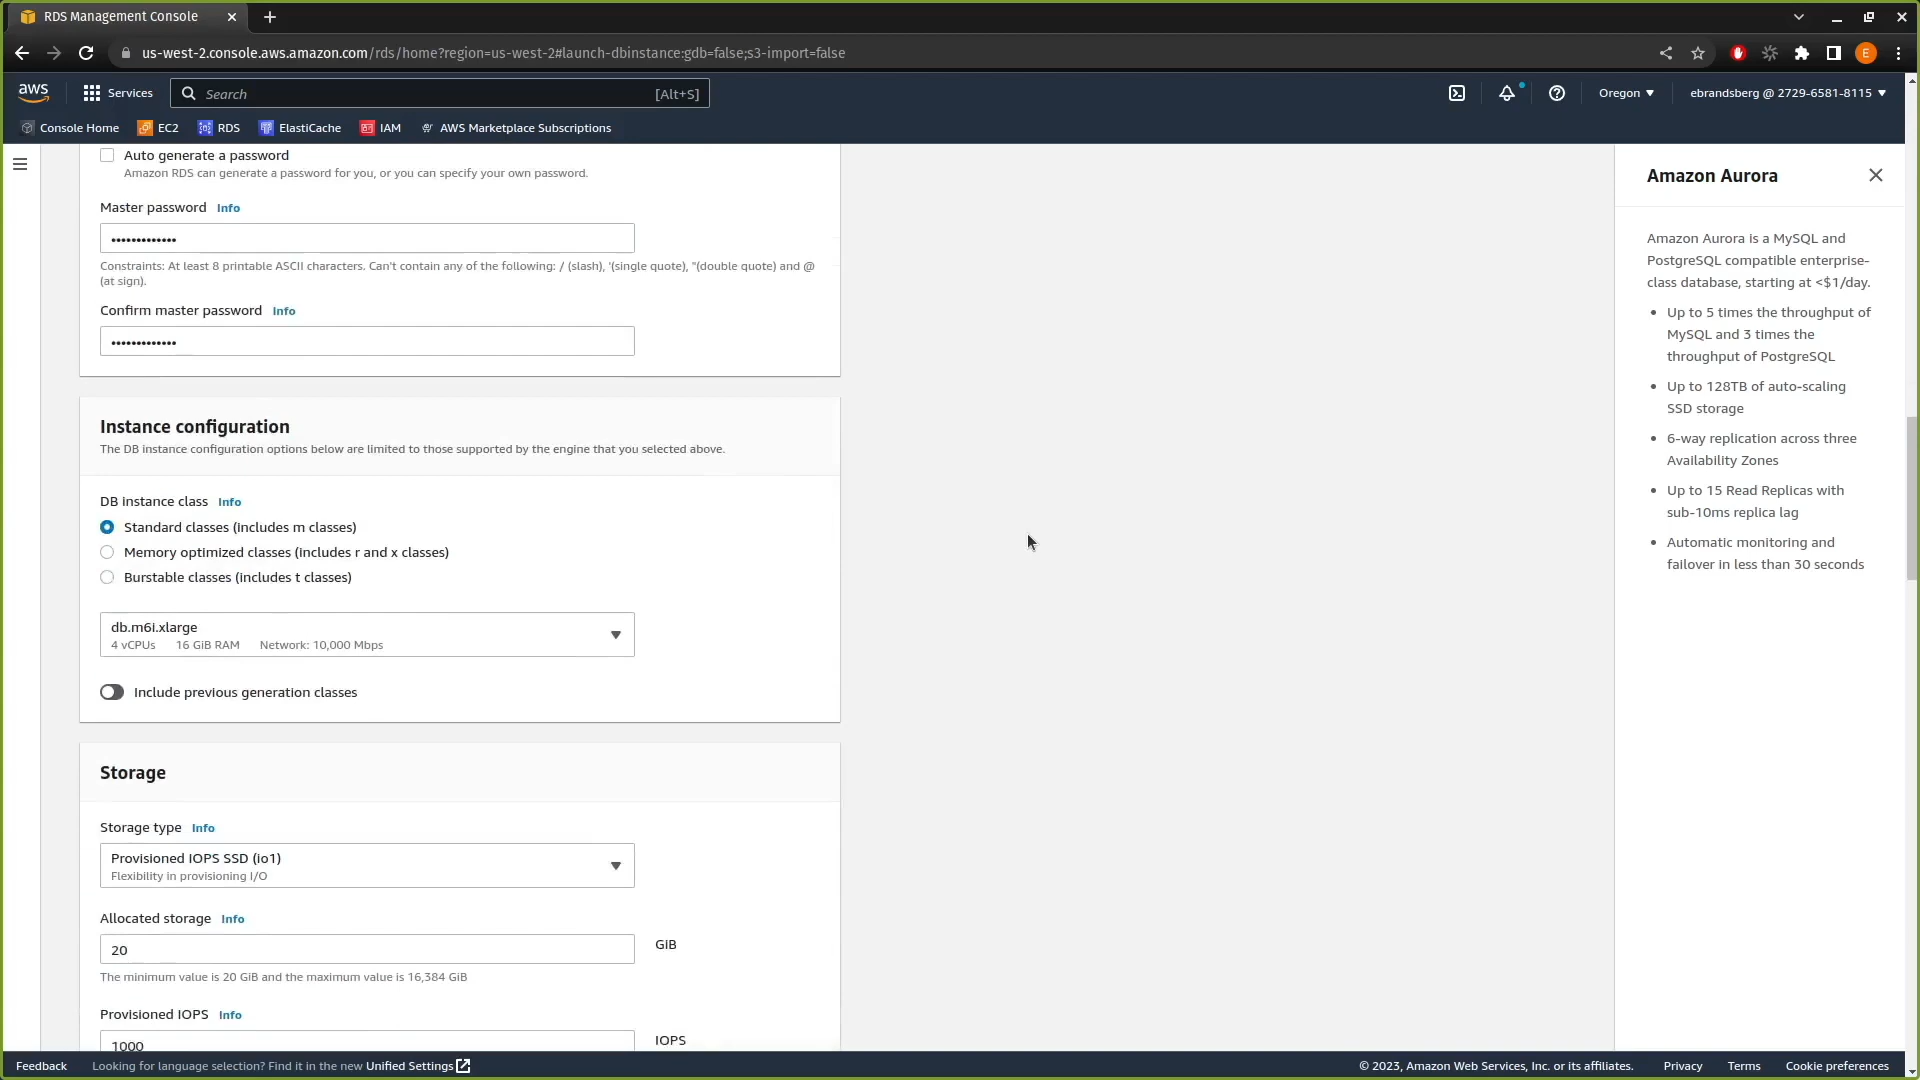 RDS Management Console
us-west-2.console.aws.amazon.com/rds/home?region=us-west-2#launch-dbinstance:gdb=false;s3-import=false
E
aws
Services
Search
[Alt+S]
Oregon
ebrandsberg @ 2729-6581-8115
Console Home
EC2
RDS
ElastiCache
IAM
AWS Marketplace Subscriptions
Auto generate a password
Amazon RDS can generate a password for you, or you can specify your own password.
Master password Info
•••••••••••••
Constraints: At least 8 printable ASCII characters. Can't contain any of the following: / (slash), '(single quote), "(double quote) and @
(at sign).
Confirm master password Info
•••••••••••••
Instance configuration
The DB instance configuration options below are limited to those supported by the engine that you selected above.
DB instance class Info
Standard classes (includes m classes)
Memory optimized classes (includes r and x classes)
Burstable classes (includes t classes)
db.m6i.xlarge
4 vCPUs 16 GiB RAM Network: 10,000 Mbps
Include previous generation classes
Storage
Storage type Info
Provisioned IOPS SSD (io1)
Flexibility in provisioning I/O
Allocated storage Info
20
GiB
The minimum value is 20 GiB and the maximum value is 16,384 GiB
Provisioned IOPS Info
1000
IOPS
Amazon Aurora
Amazon Aurora is a MySQL and
PostgreSQL compatible enterprise-
class database, starting at <$1/day.
• Up to 5 times the throughput of
MySQL and 3 times the
throughput of PostgreSQL
• Up to 128TB of auto-scaling
SSD storage
• 6-way replication across three
Availability Zones
• Up to 15 Read Replicas with
sub-10ms replica lag
• Automatic monitoring and
failover in less than 30 seconds
Feedback
Looking for language selection? Find it in the new Unified Settings
© 2023, Amazon Web Services, Inc. or its affiliates.
Privacy
Terms
Cookie preferences